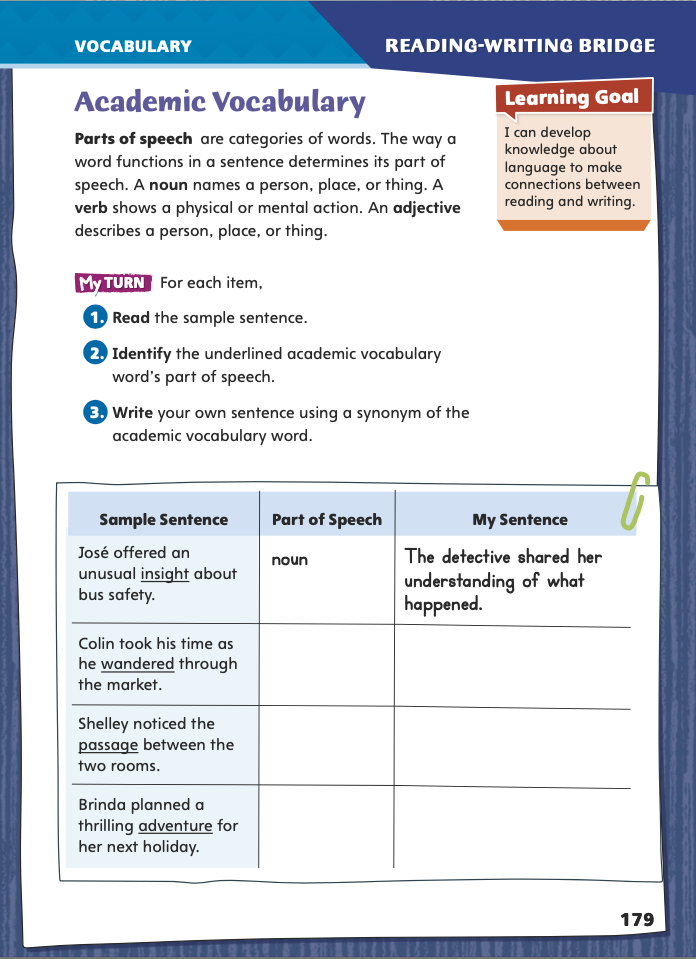 VOCABULARY
READING-WRITING BRIDGE
Academic Vocabulary
Parts of speech are categories of words. The way a
word functions in a sentence determines its part of
speech. A noun names a person, place, or thing. A
verb shows a physical or mental action. An adjective
describes a person, place, or thing.
Learning Goal
I can develop
knowledge about
language to make
connections between
reading and writing.
My TURN For each item,
1. Read the sample sentence.
2. Identify the underlined academic vocabulary
word's part of speech.
3. Write your own sentence using a synonym of the
academic vocabulary word.
Sample Sentence
Part of Speech
My Sentence
José offered an
unusual insight about
bus safety.
noun
The detective shared her
understanding of what
happened.
Colin took his time as
he wandered through
the market.
Shelley noticed the
passage between the
two rooms.
Brinda planned a
thrilling adventure for
her next holiday.
179